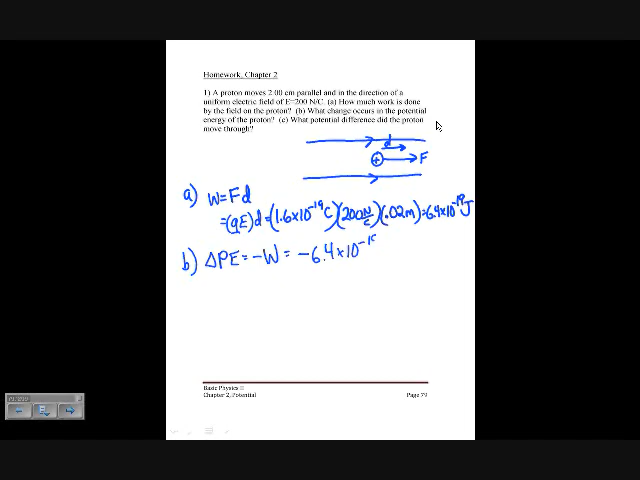 Homework, Chapter 2
1) A proton moves 2.00 cm parallel and in the direction of a
uniform electric field of E=200 N/C. (a) How much work is done
by the field on the proton? (b) What change occurs in the potential
energy of the proton? (c) What potential difference did the proton
move through?
d
+ F
a) W = Fd
= (qE)d = (1.6x10^-19 C)(200 N/C)(.02m) = 6.4x10^-19 J
b) ΔPE = -W = -6.4x10
Basic Physics II
Chapter 2, Potential Page 79